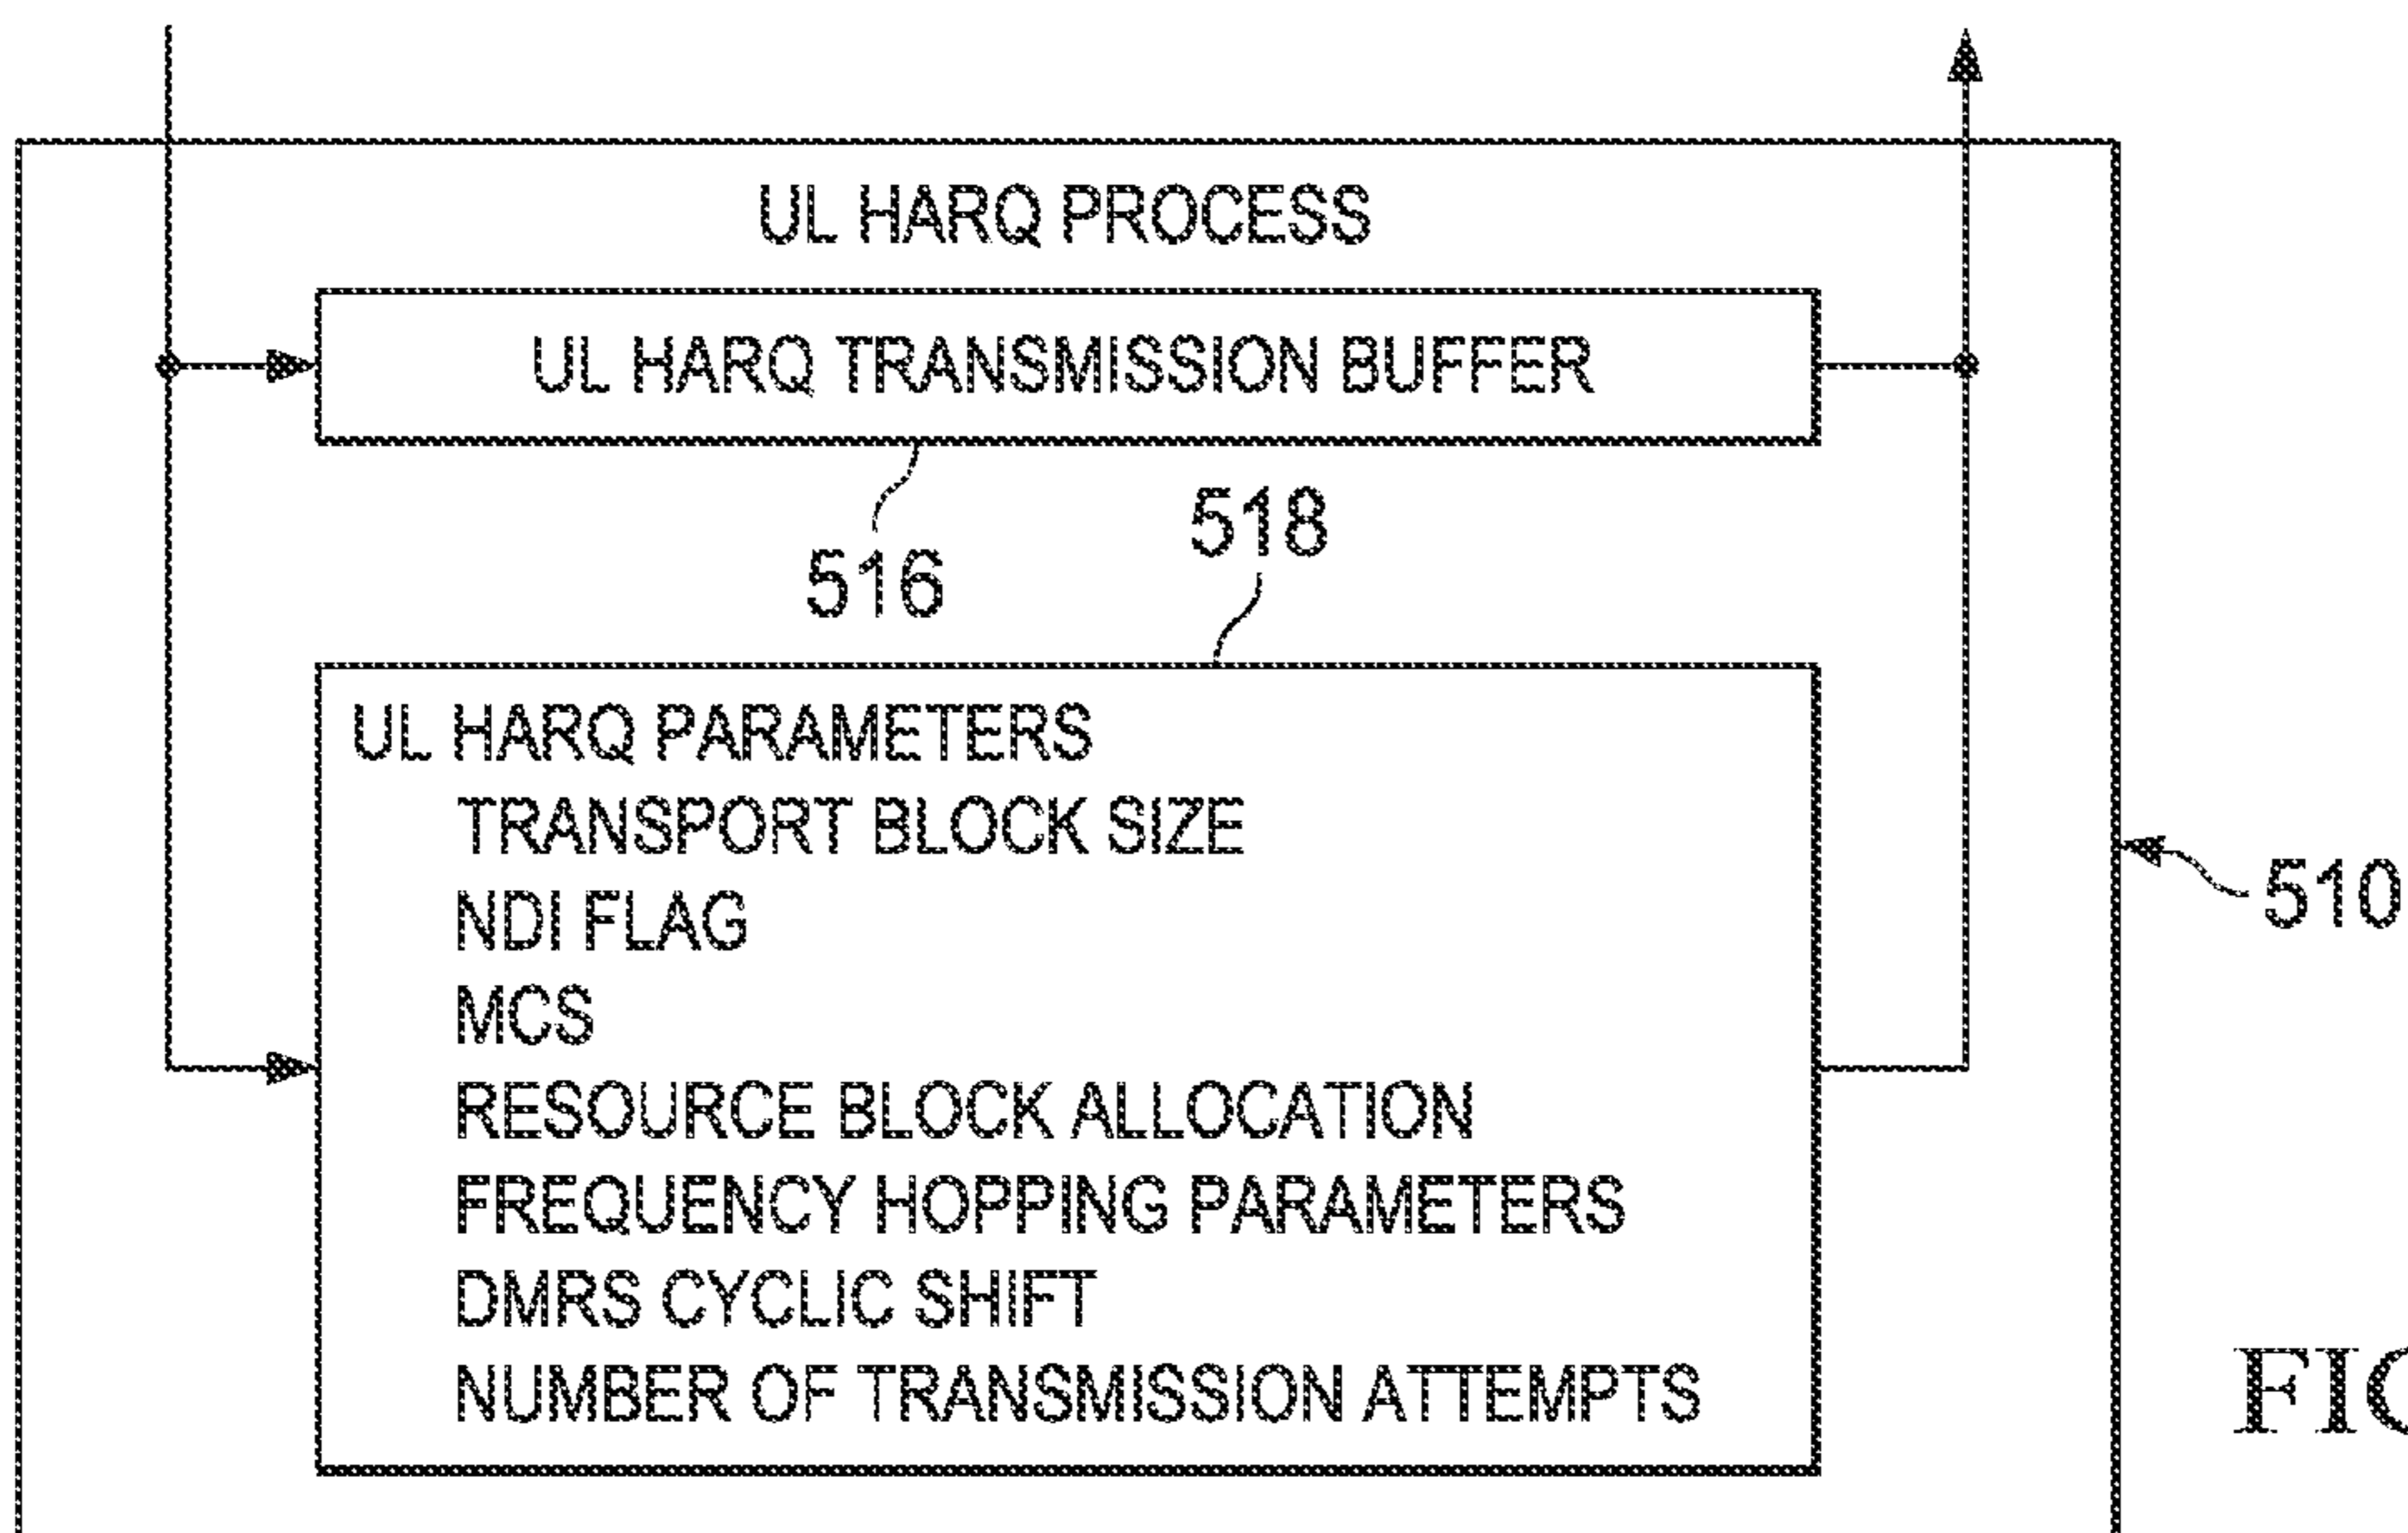 UL HARQ PROCESS
UL HARQ TRANSMISSION BUFFER
516
518
UL HARQ PARAMETERS
TRANSPORT BLOCK SIZE
NDI FLAG
MCS
RESOURCE BLOCK ALLOCATION
FREQUENCY HOPPING PARAMETERS
DMRS CYCLIC SHIFT
NUMBER OF TRANSMISSION ATTEMPTS
510